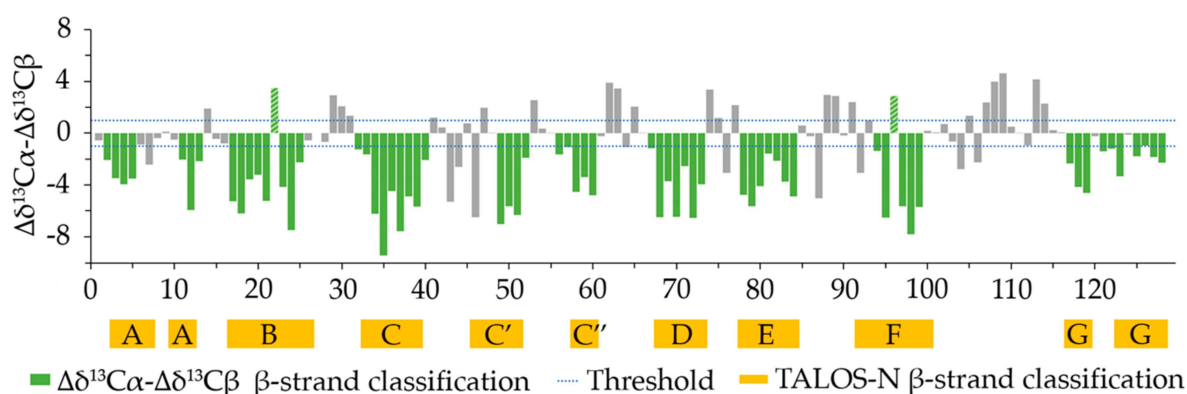 8
4
0
-4
-8
Δδ¹³Cα-Δδ¹³Cβ
0 10 20 30 40 50 60 70 80 90 100 110 120
A A B C C′ C″ D E F G G
Δδ¹³Cα-Δδ¹³Cβ β-strand classification Threshold TALOS-N β-strand classification